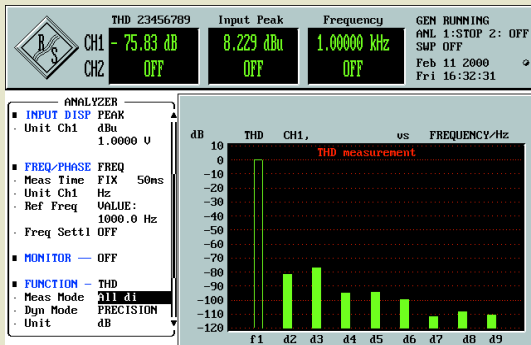 THD 23456789 Input Peak Frequency GEN RUNNING
ANL 1:STOP 2: OFF
SWP OFF
R S CH1 - 75.83 dB 8.229 dBu 1.00000 kHz
CH2 OFF OFF OFF
Feb 11 2000
Fri 16:32:31
ANALYZER
INPUT DISP PEAK
Unit Ch1 dBu
1.0000 V
FREQ/PHASE FREQ
Meas Time FIX 50ms
Unit Ch1 Hz
Ref Freq VALUE:
1000.0 Hz
Freq Settl OFF
MONITOR — OFF
FUNCTION - THD
Meas Mode All di
Dyn Mode PRECISION
Unit dB
dB THD CH1, vs FREQUENCY/Hz
THD measurement
10
0
-10
-20
-30
-40
-50
-60
-70
-80
-90
-100
-110
-120
f1 d2 d3 d4 d5 d6 d7 d8 d9